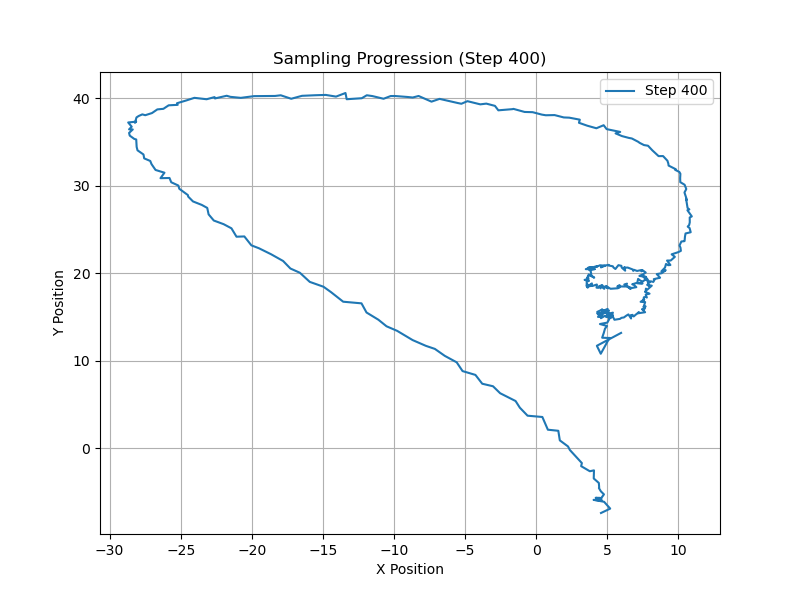 Sampling Progression (Step 400)
Step 400
40
30
20
10
0
Y Position
−30 −25 −20 −15 −10 −5 0 5 10
X Position